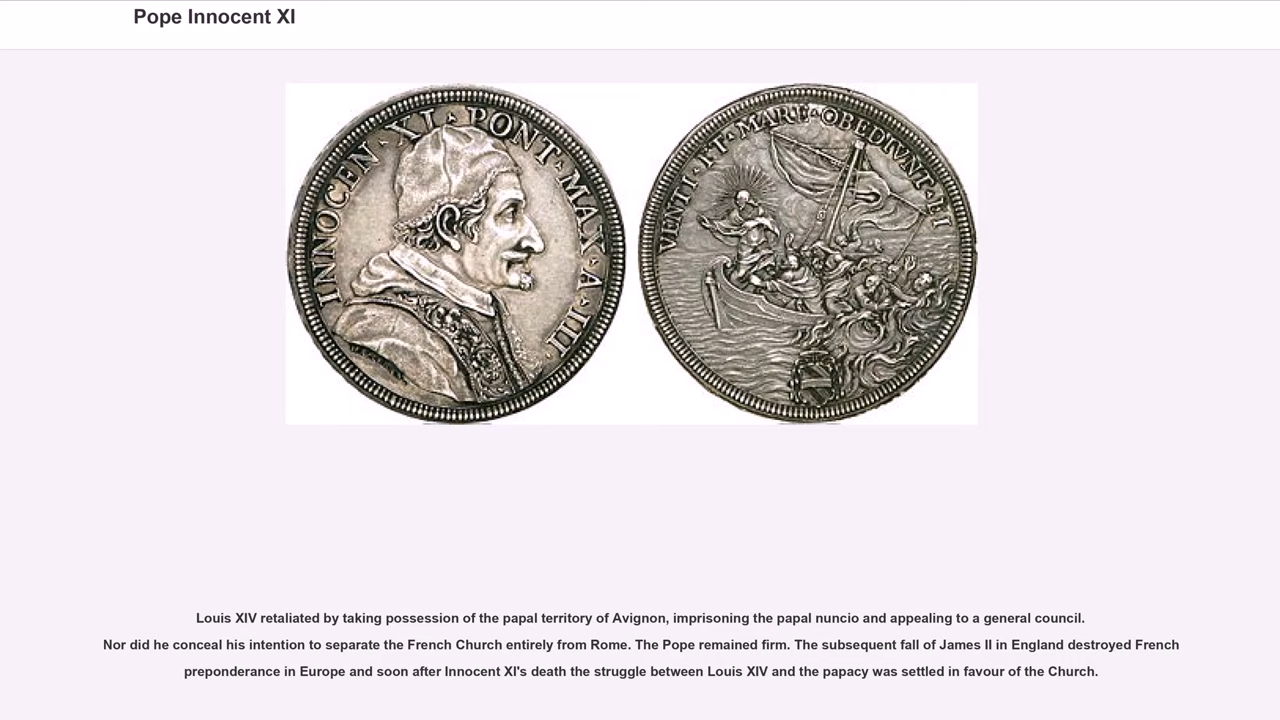 Pope Innocent XI
INNOCEN · XI · PONT · MAX · A · III ·
VENTI · ET · MARE · OBEDIVNT · EI
Louis XIV retaliated by taking possession of the papal territory of Avignon, imprisoning the papal nuncio and appealing to a general council.
Nor did he conceal his intention to separate the French Church entirely from Rome. The Pope remained firm. The subsequent fall of James II in England destroyed French
preponderance in Europe and soon after Innocent XI's death the struggle between Louis XIV and the papacy was settled in favour of the Church.